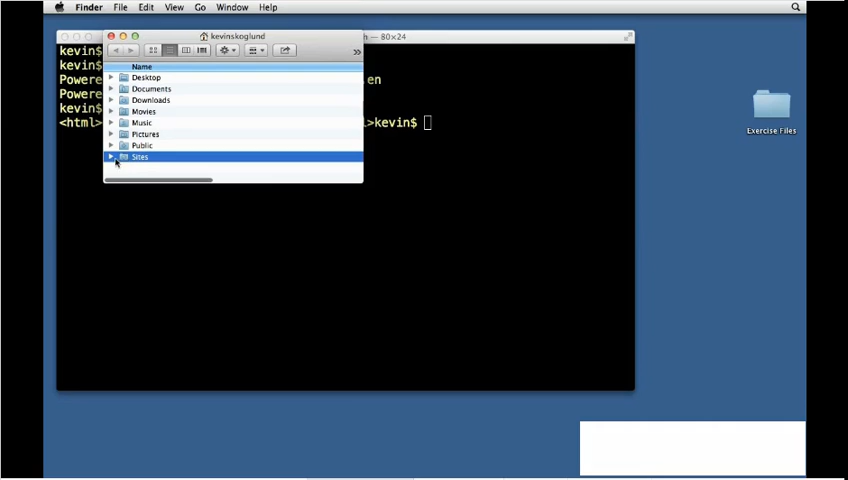 Finder File Edit View Go Window Help
kevinskoglund
h — 80×24
kevin$
Name
kevin$
Desktop
Powere
en
Documents
Powere
Downloads
kevin$
Movies
<html>
l>kevin$
Music
Pictures
Public
Sites
Exercise Files